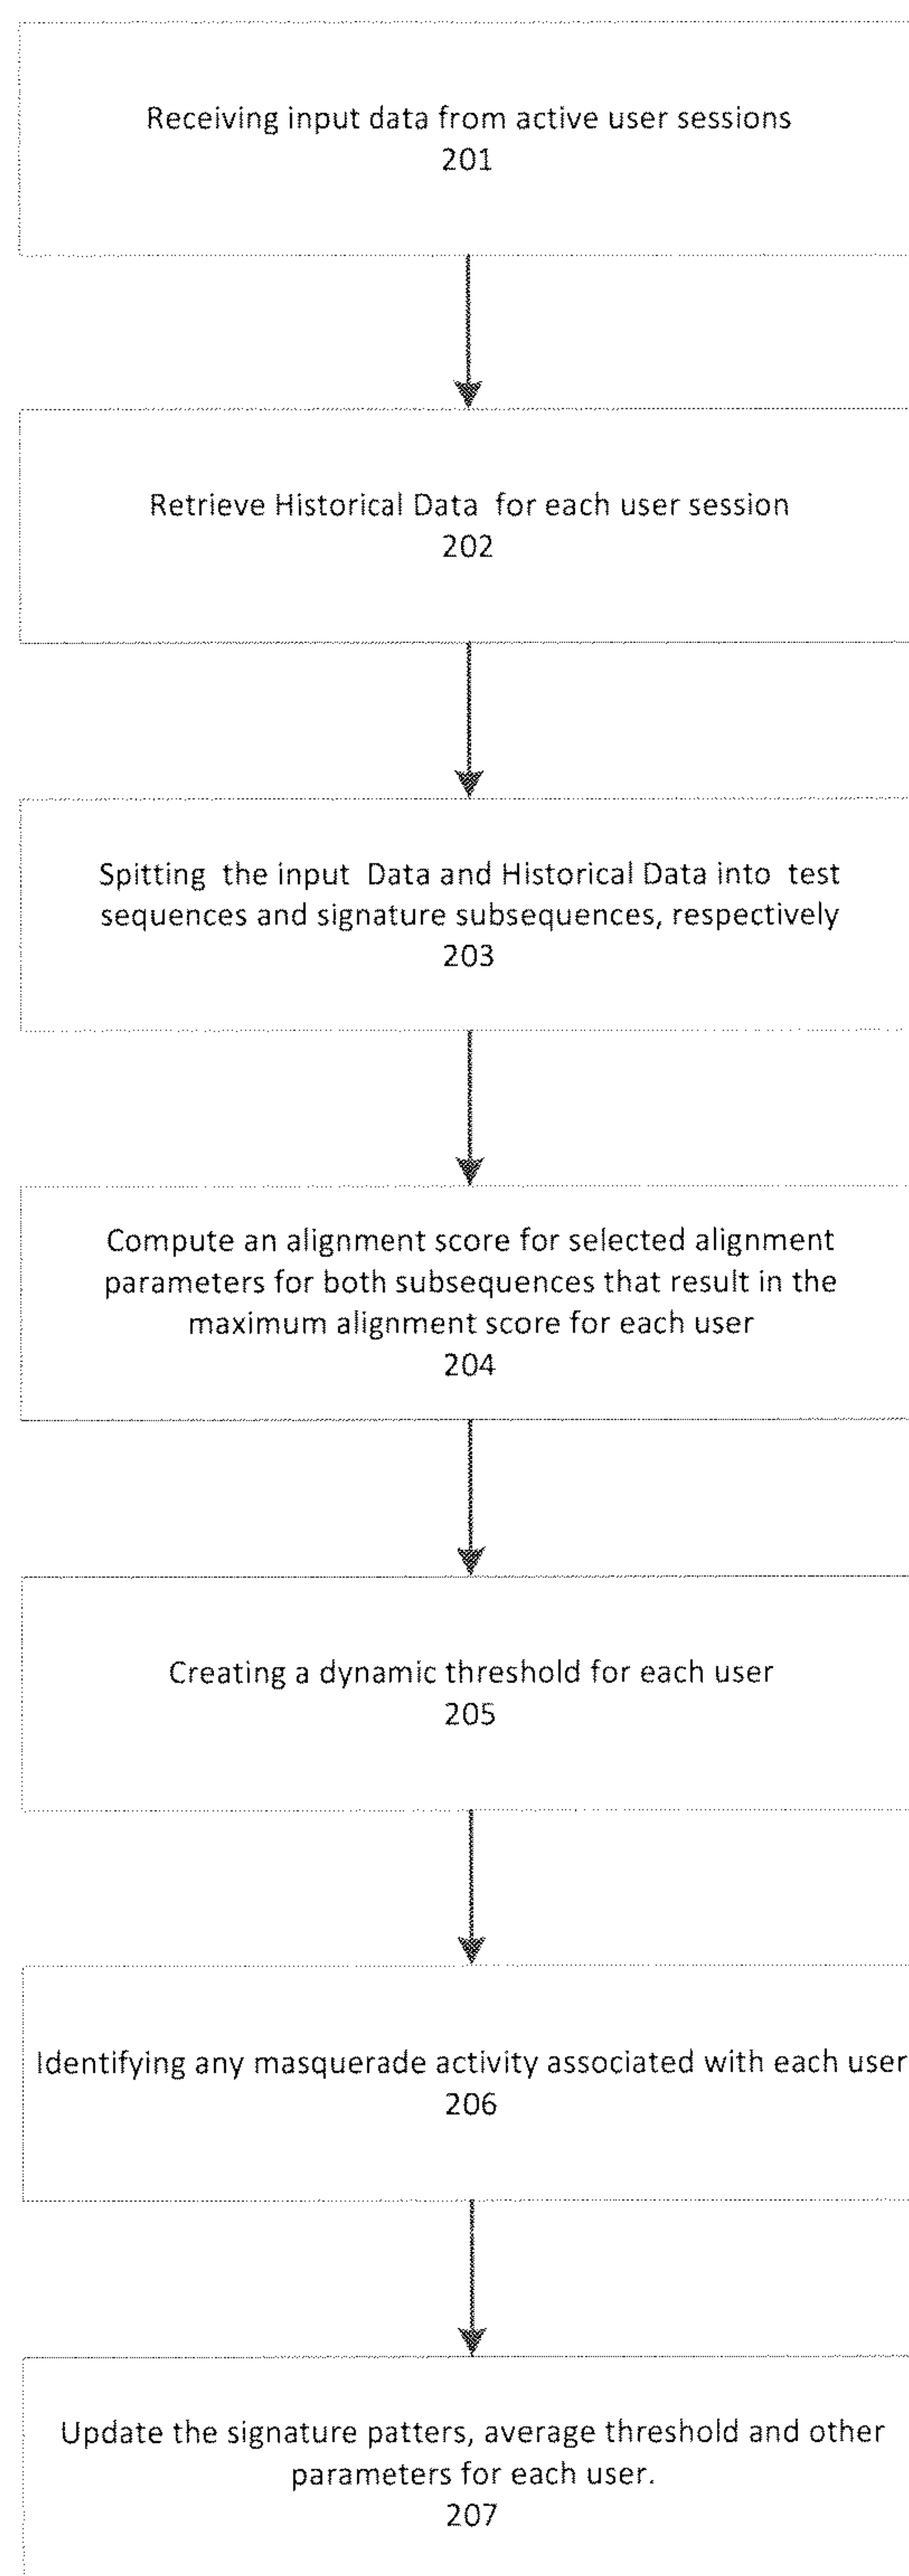 Receiving input data from active user sessions
201
Retrieve Historical Data for each user session
202
Spitting the input Data and Historical Data into test
sequences and signature subsequences, respectively
203
Compute an alignment score for selected alignment
parameters for both subsequences that result in the
maximum alignment score for each user
204
Creating a dynamic threshold for each user
205
Identifying any masquerade activity associated with each user
206
Update the signature patters, average threshold and other
parameters for each user.
207